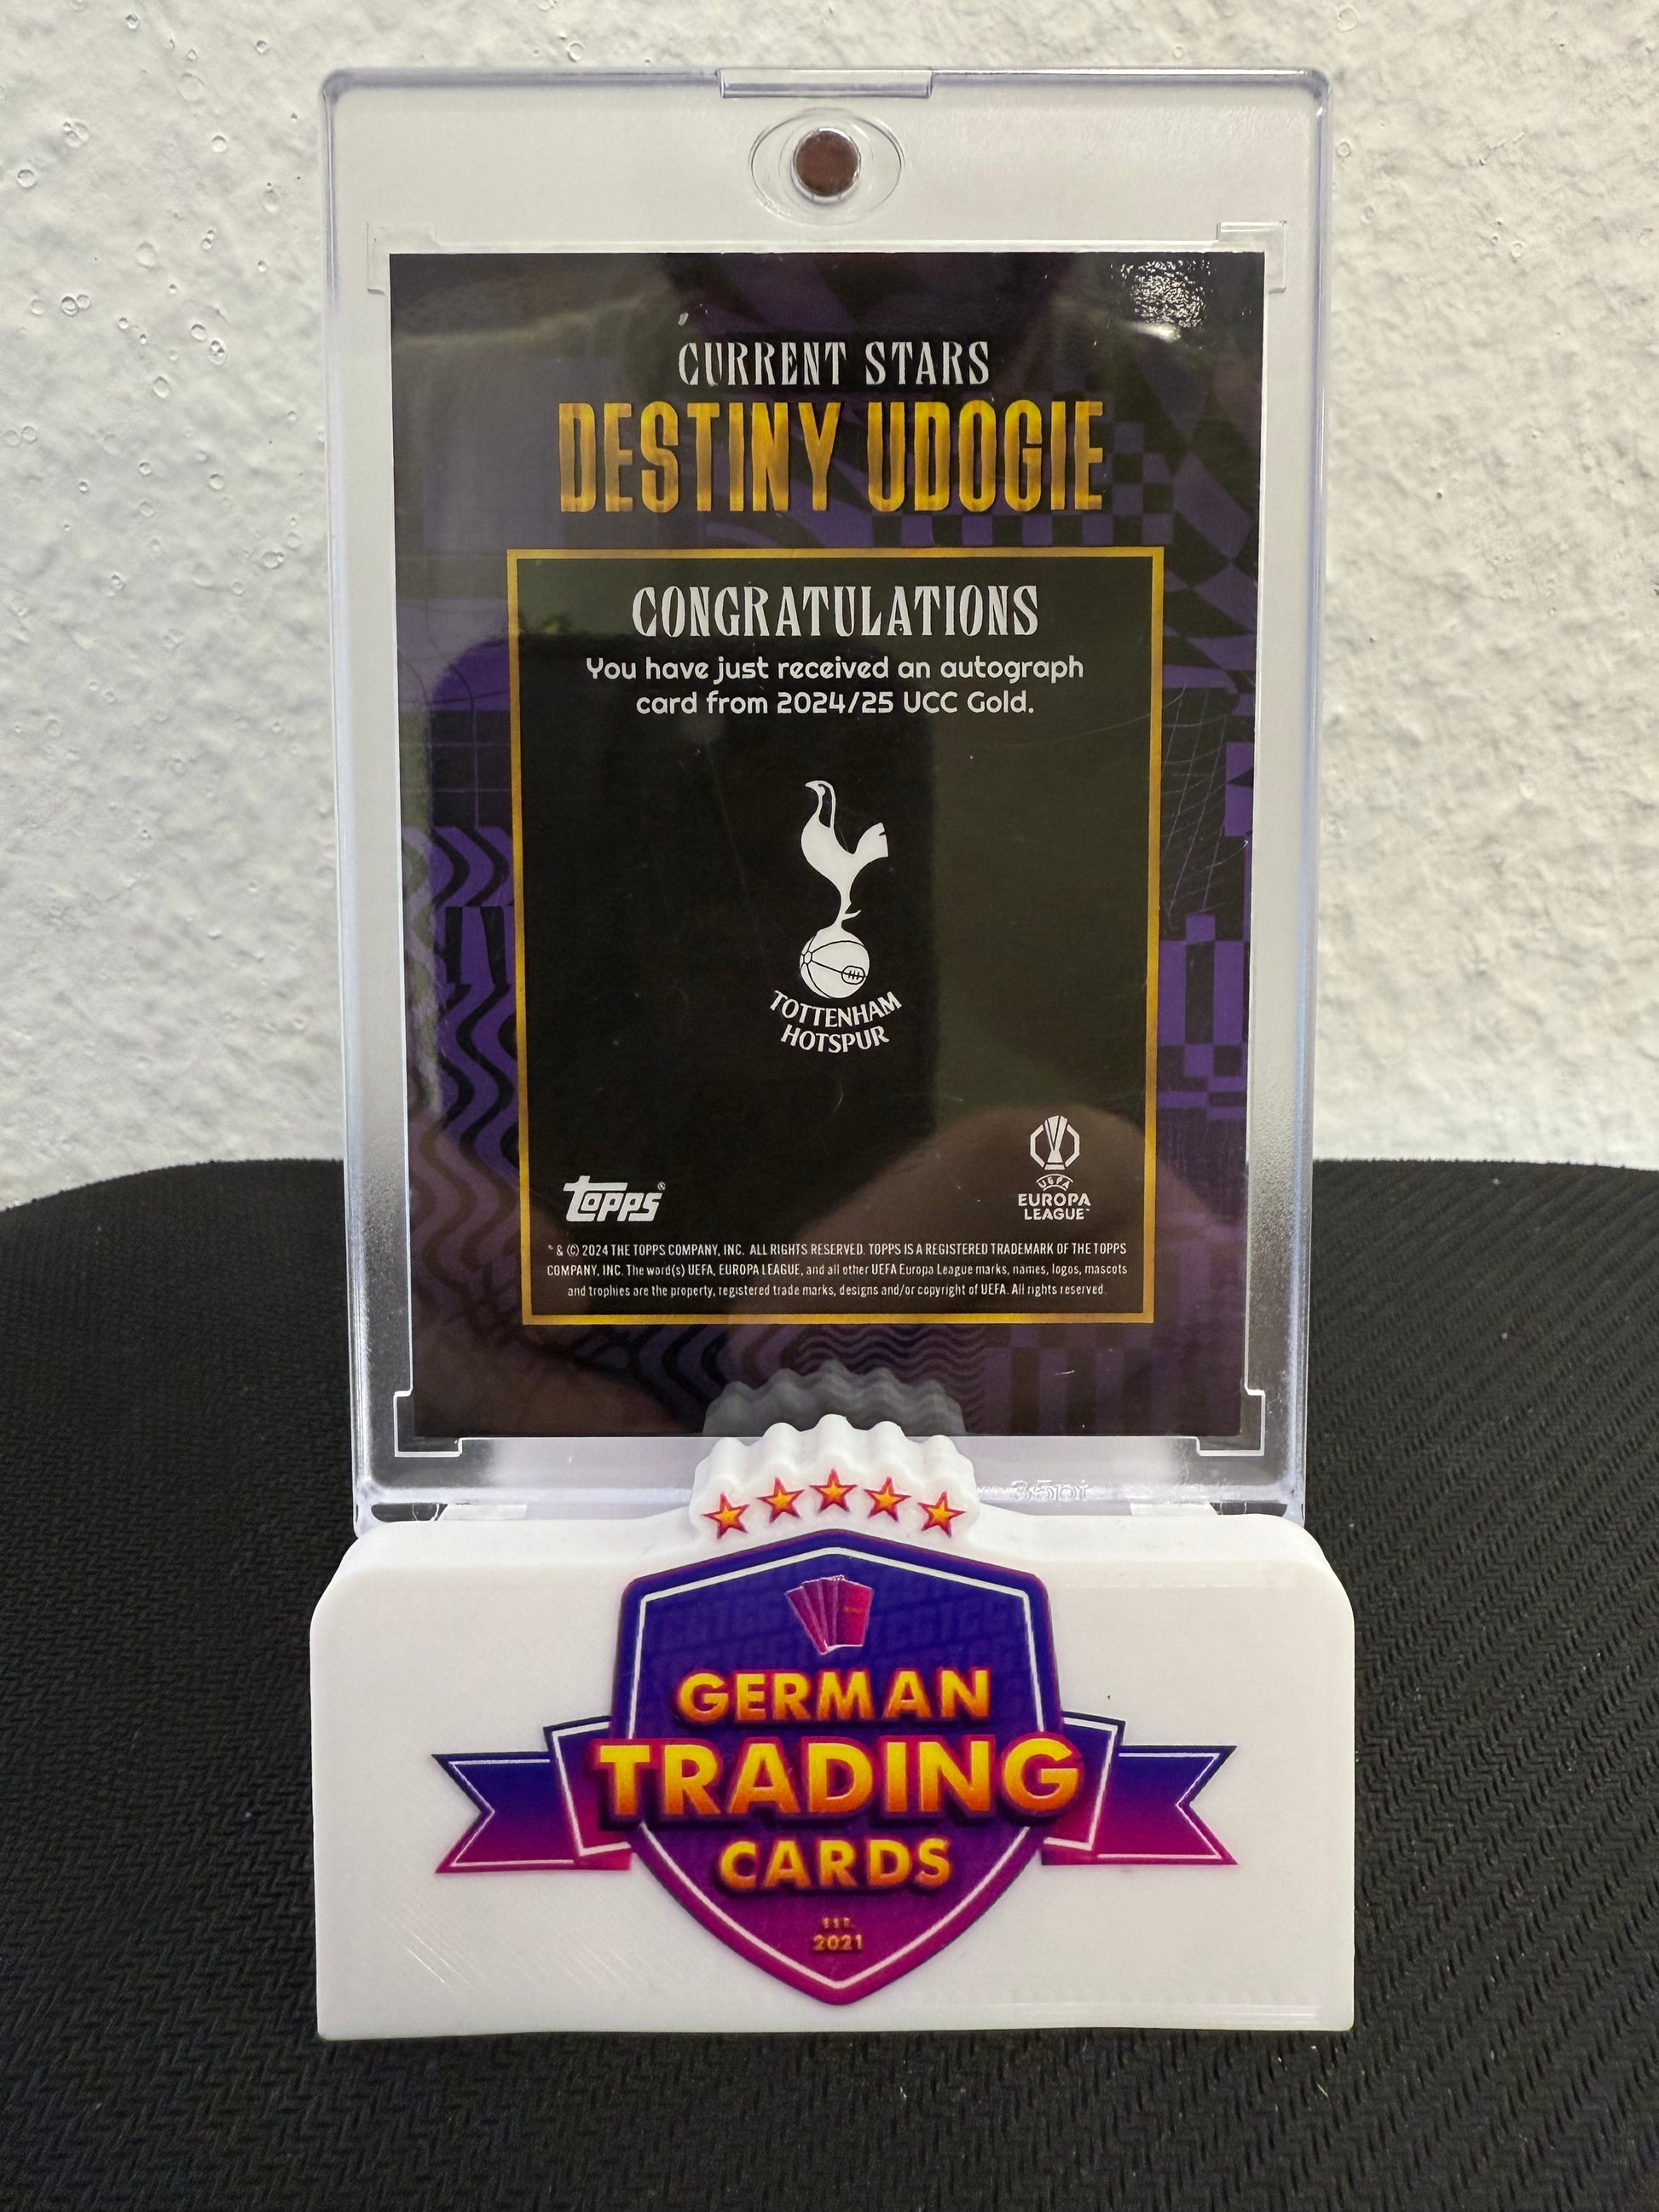 CURRENT STARS
DESTINY UDOGIE
CONGRATULATIONS
You have just received an autograph
card from 2024/25 UCC Gold.
TOTTENHAM
HOTSPUR
topps®
UEFA
EUROPA
LEAGUE™
& © 2024 THE TOPPS COMPANY, INC. ALL RIGHTS RESERVED. TOPPS IS A REGISTERED TRADEMARK OF THE TOPPS
COMPANY, INC. The word(s) UEFA, EUROPA LEAGUE, and all other UEFA Europa League marks, names, logos, mascots
and trophies are the property, registered trade marks, designs and/or copyright of UEFA. All rights reserved.
35pt
GERMAN
TRADING
CARDS
EST.
2021